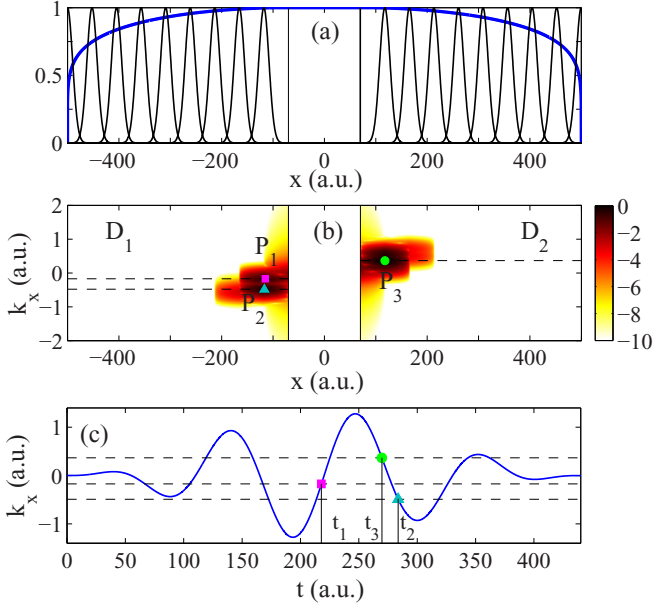 1
0.5
0
(a)
−400 −200 0 200 400
x (a.u.)
2
1
0
−1
−2
k_x (a.u.)
D_1
(b)
D_2
P_1
P_2
P_3
−400 −200 0 200 400
x (a.u.)
0
−2
−4
−6
−8
−10
(c)
1
0
−1
k_x (a.u.)
t_1 t_3 t_2
0 50 100 150 200 250 300 350 400
t (a.u.)